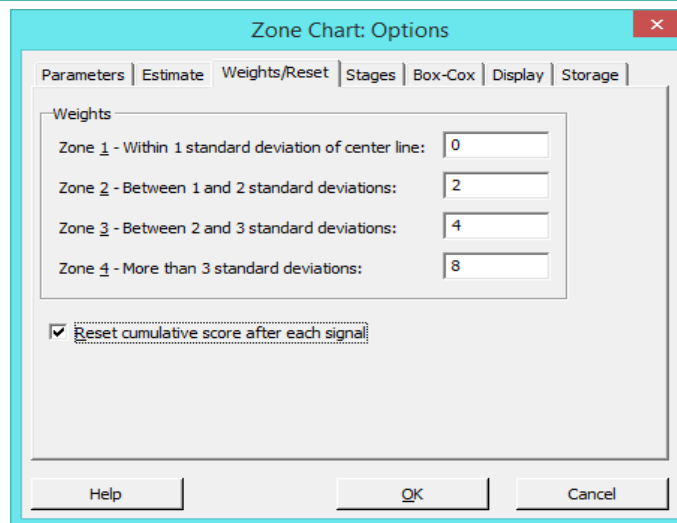 Zone Chart: Options
Parameters Estimate Weights/Reset Stages Box-Cox Display Storage
Weights
Zone 1 - Within 1 standard deviation of center line: 0
Zone 2 - Between 1 and 2 standard deviations: 2
Zone 3 - Between 2 and 3 standard deviations: 4
Zone 4 - More than 3 standard deviations: 8
Reset cumulative score after each signal
Help OK Cancel